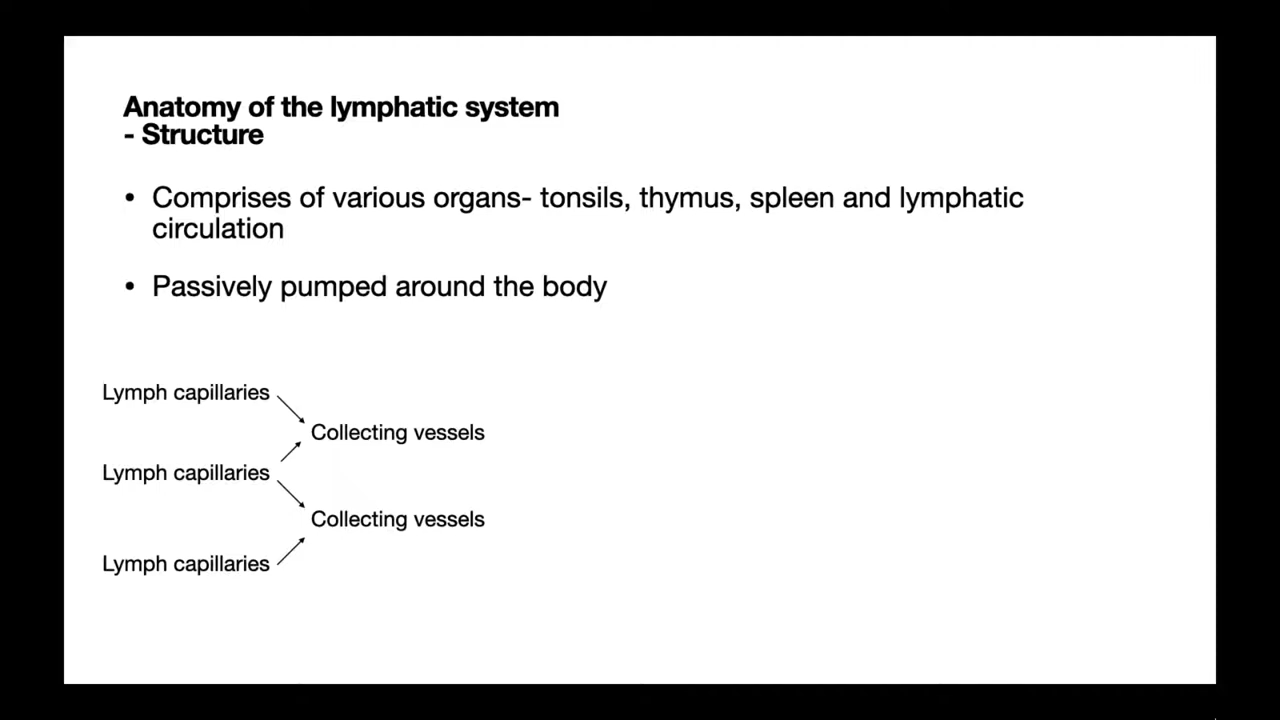 Anatomy of the lymphatic system
- Structure
• Comprises of various organs- tonsils, thymus, spleen and lymphatic
circulation
• Passively pumped around the body
Lymph capillaries
Collecting vessels
Lymph capillaries
Collecting vessels
Lymph capillaries